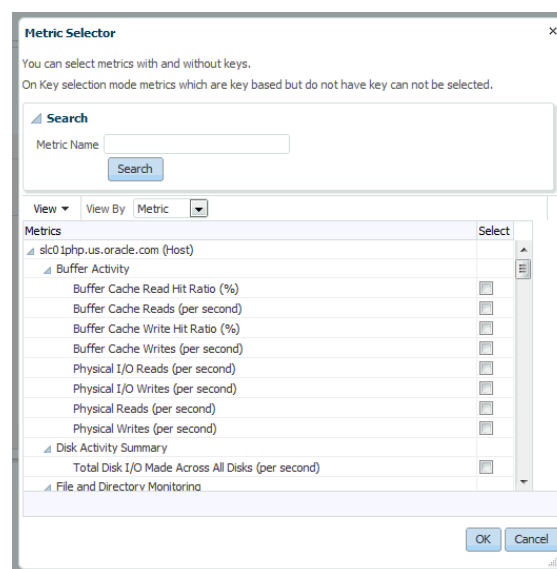 Metric Selector
You can select metrics with and without keys.
On Key selection mode metrics which are key based but do not have key can not be selected.
Search
Metric Name
Search
View View By Metric
Metrics Select
slc01php.us.oracle.com (Host)
Buffer Activity
Buffer Cache Read Hit Ratio (%)
Buffer Cache Reads (per second)
Buffer Cache Write Hit Ratio (%)
Buffer Cache Writes (per second)
Physical I/O Reads (per second)
Physical I/O Writes (per second)
Physical Reads (per second)
Physical Writes (per second)
Disk Activity Summary
Total Disk I/O Made Across All Disks (per second)
File and Directory Monitoring
OK Cancel